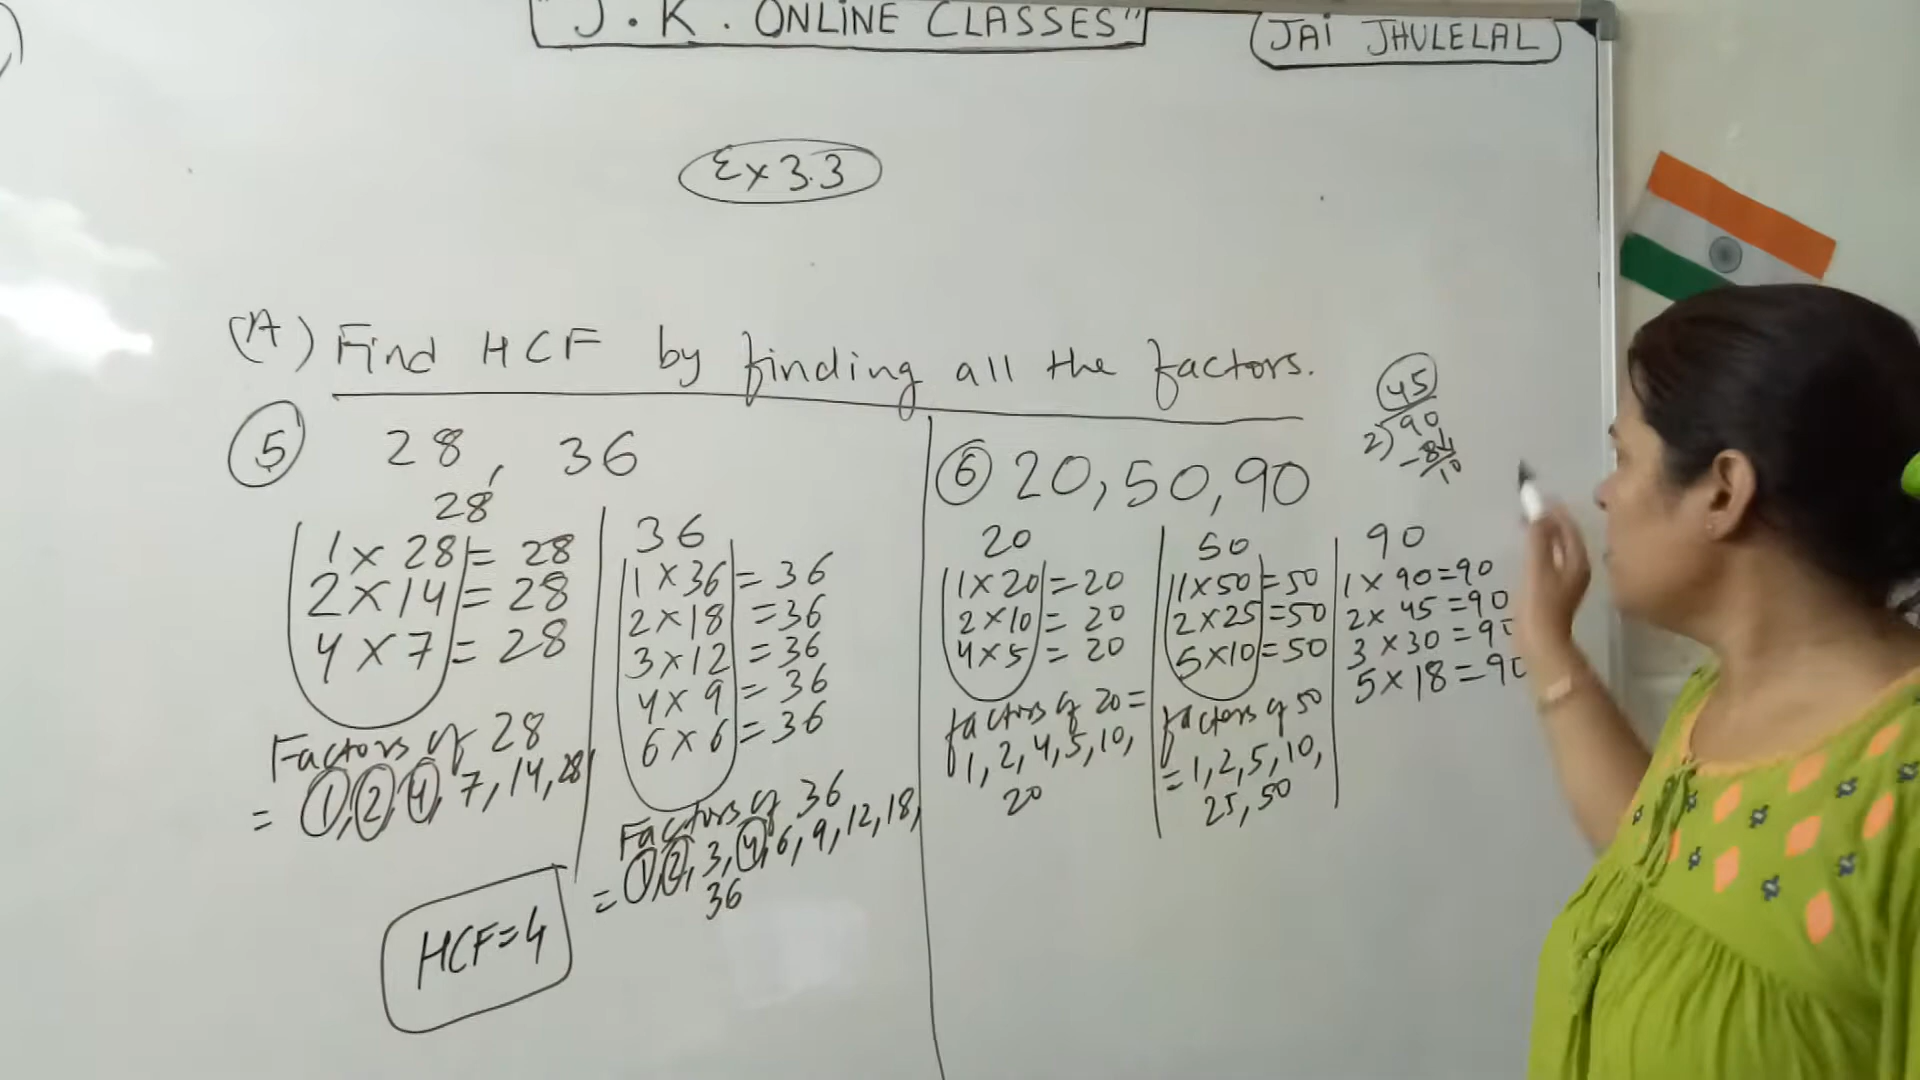 "J.K. ONLINE CLASSES"
JAI JHULELAL
Ex 3.3
(A) Find HCF by finding all the factors.
5 28, 36
28
1 x 28 = 28
2 x 14 = 28
4 x 7 = 28
Factors of 28
= 1, 2, 4, 7, 14, 28
36
1 x 36 = 36
2 x 18 = 36
3 x 12 = 36
4 x 9 = 36
6 x 6 = 36
Factors of 36
= 1, 2, 3, 4, 6, 9, 12, 18,
36
HCF=4
6 20, 50, 90
20
1 x 20 = 20
2 x 10 = 20
4 x 5 = 20
factors of 20 =
1, 2, 4, 5, 10,
20
50
1 x 50 = 50
2 x 25 = 50
5 x 10 = 50
factors of 50
= 1, 2, 5, 10,
25, 50
45
2) 90
-8
10
90
1 x 90 = 90
2 x 45 = 90
3 x 30 = 90
5 x 18 = 90